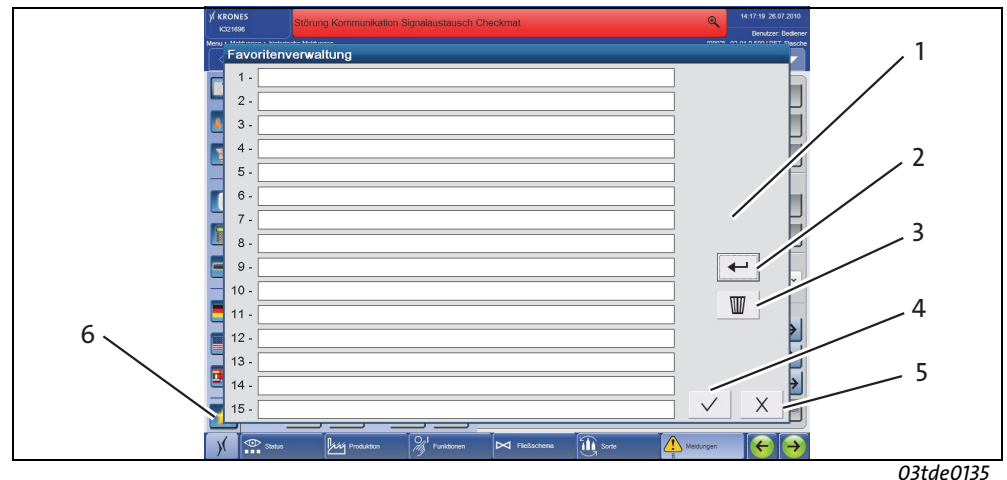 KRONES
K321696
Störung Kommunikation Signalaustausch Checkmat
14:17:19 26.07.2010
Benutzer: Bediener
Favoritenverwaltung
1 -
2 -
3 -
4 -
5 -
6 -
7 -
8 -
9 -
10 -
11 -
12 -
13 -
14 -
15 -
X
Status
Produktion
Funktionen
Fließschema
Sorte
Meldungen
6
1
2
3
4
5
6
03tde0135